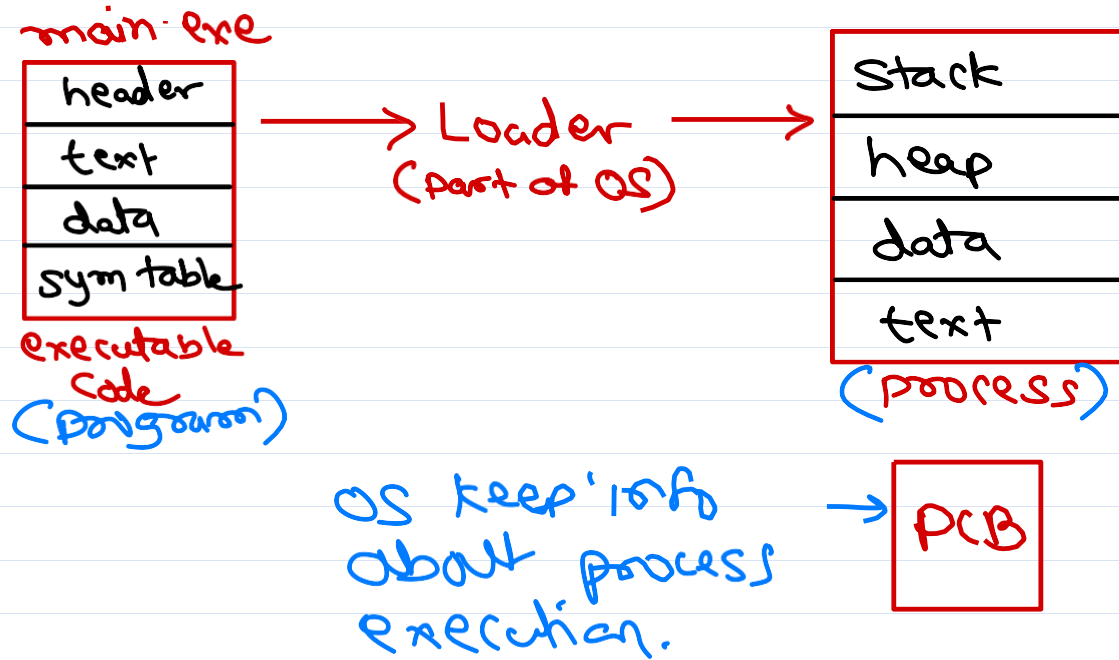 main.exe
header
text
data
sym table
executable
code
(program)
Loader
(part of OS)
Stack
heap
data
text
(process)
OS keep info
about process
execution.
PCB